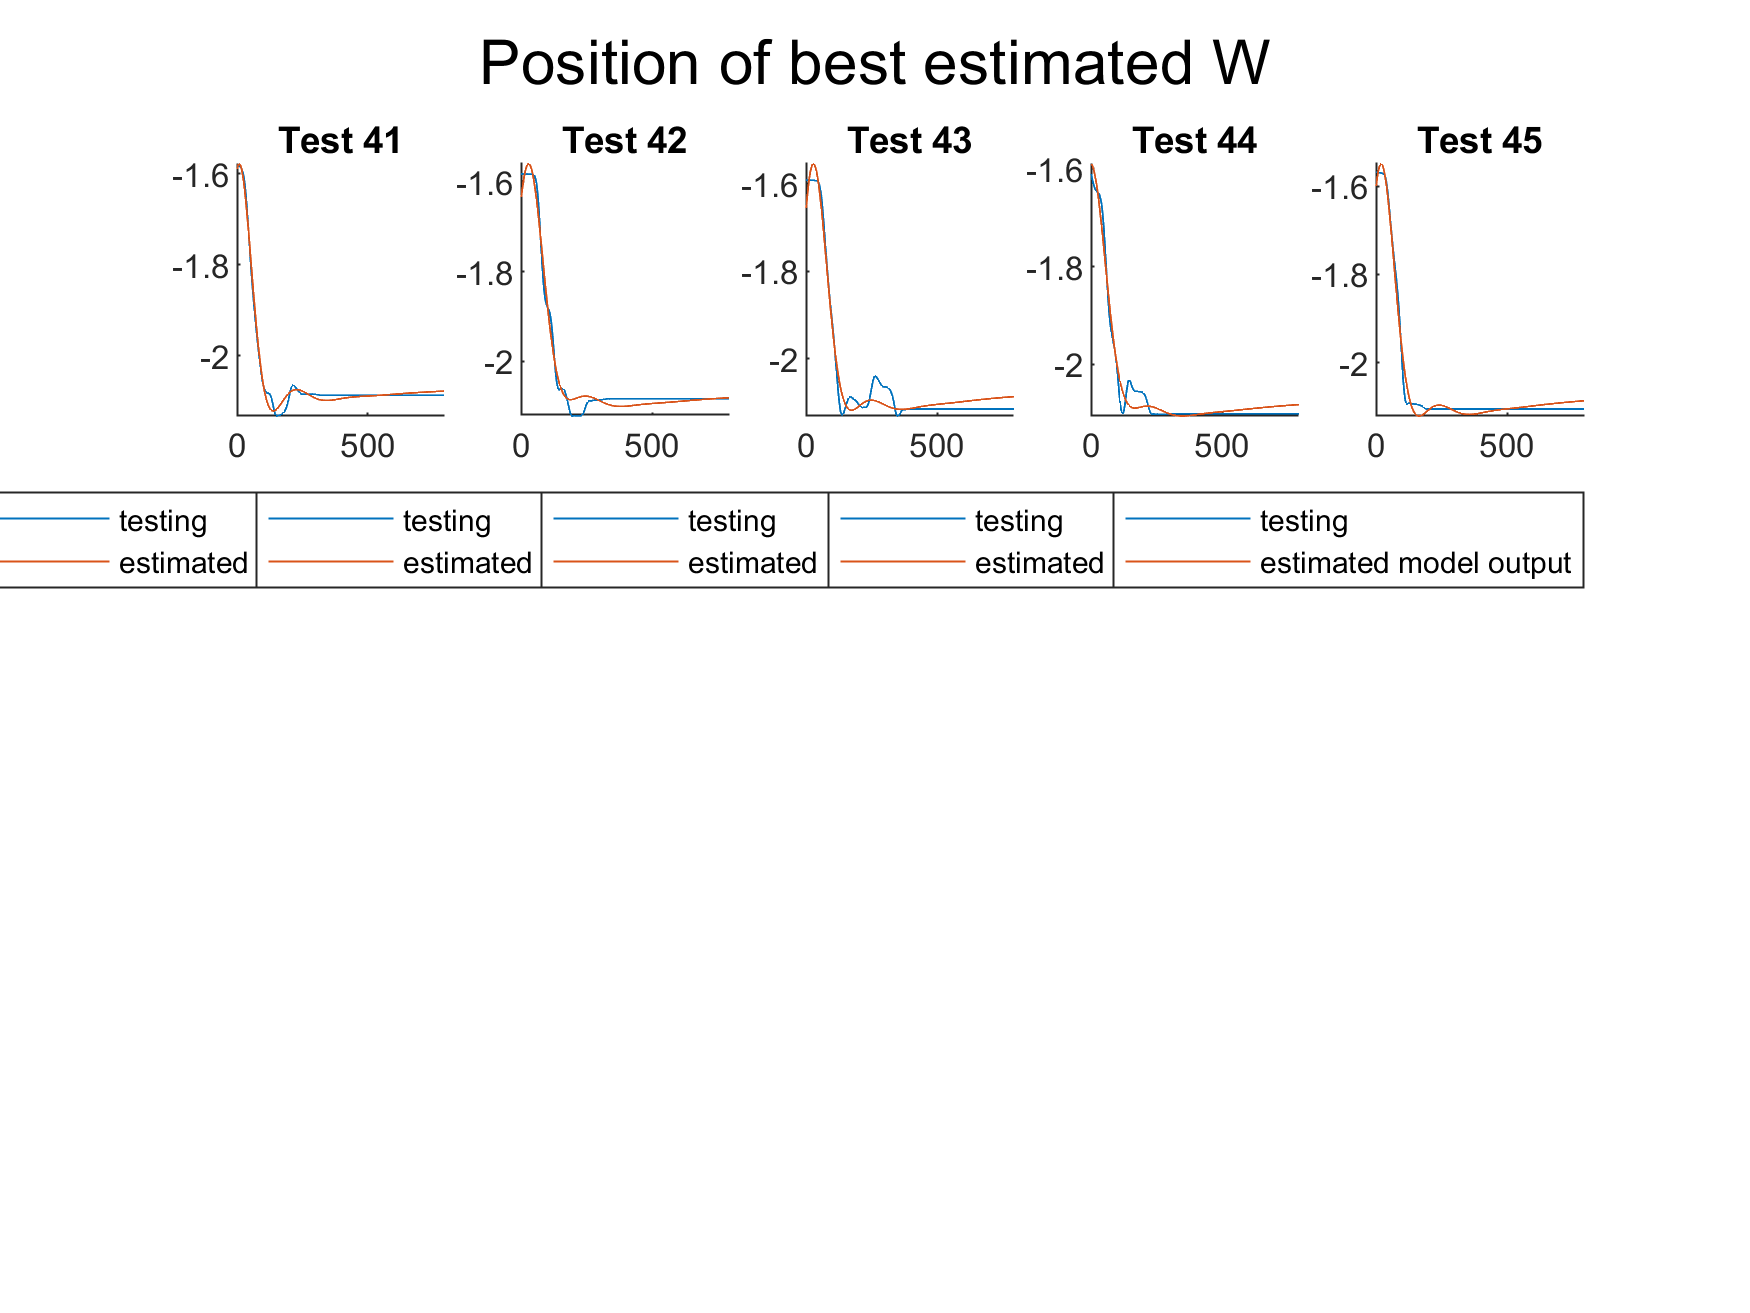 Position of best estimated W
Test 41 Test 42 Test 43 Test 44 Test 45
-1.6 -1.6 -1.6 -1.6 -1.6
-1.8 -1.8 -1.8 -1.8 -1.8
-2 -2 -2 -2 -2
0 500 0 500 0 500 0 500 0 500
testing testing testing testing testing
estimated estimated estimated estimated estimated model output